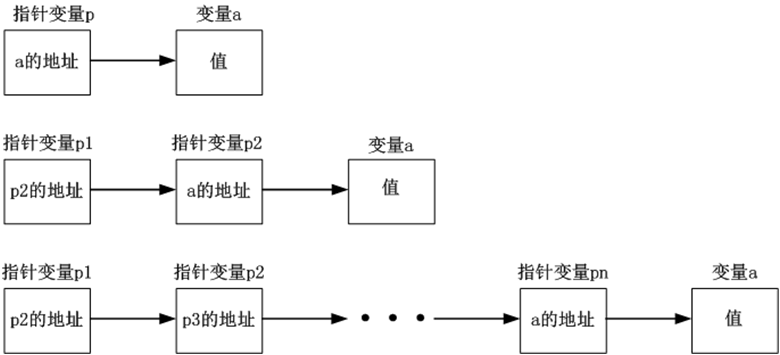 指针变量p 变量a
a的地址 值
指针变量p1 指针变量p2 变量a
p2的地址 a的地址 值
指针变量p1 指针变量p2 指针变量pn 变量a
p2的地址 p3的地址 • • • a的地址 值